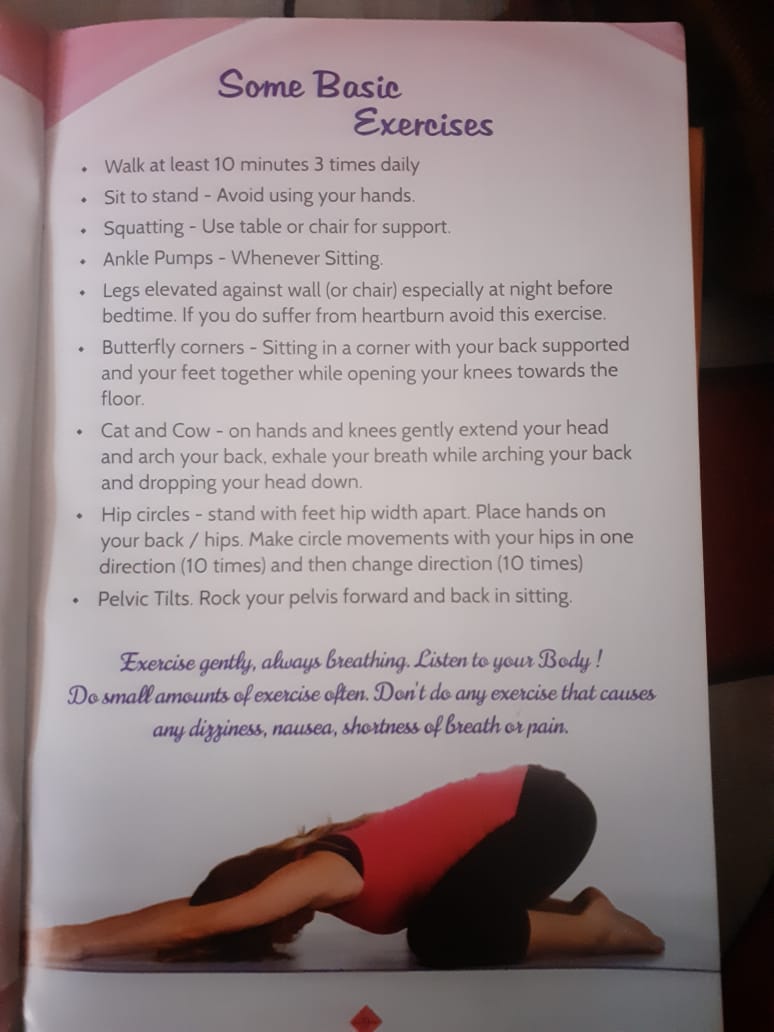 Some Basic
Exercises
• Walk at least 10 minutes 3 times daily
• Sit to stand - Avoid using your hands.
• Squatting - Use table or chair for support.
• Ankle Pumps - Whenever Sitting.
• Legs elevated against wall (or chair) especially at night before
bedtime. If you do suffer from heartburn avoid this exercise.
• Butterfly corners - Sitting in a corner with your back supported
and your feet together while opening your knees towards the
floor.
• Cat and Cow - on hands and knees gently extend your head
and arch your back, exhale your breath while arching your back
and dropping your head down.
• Hip circles - stand with feet hip width apart. Place hands on
your back / hips. Make circle movements with your hips in one
direction (10 times) and then change direction (10 times)
• Pelvic Tilts. Rock your pelvis forward and back in sitting.
Exercise gently, always breathing. Listen to your Body !
Do small amounts of exercise often. Don't do any exercise that causes
any dizziness, nausea, shortness of breath or pain.